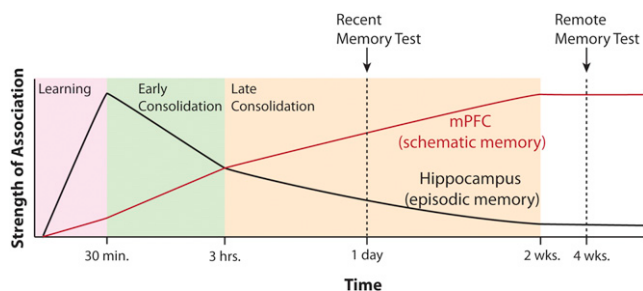 Recent
Memory Test
Remote
Memory Test
Learning
Early
Consolidation
Late
Consolidation
mPFC
(schematic memory)
Hippocampus
(episodic memory)
Strength of Association
30 min.
3 hrs.
1 day
2 wks.
4 wks.
Time